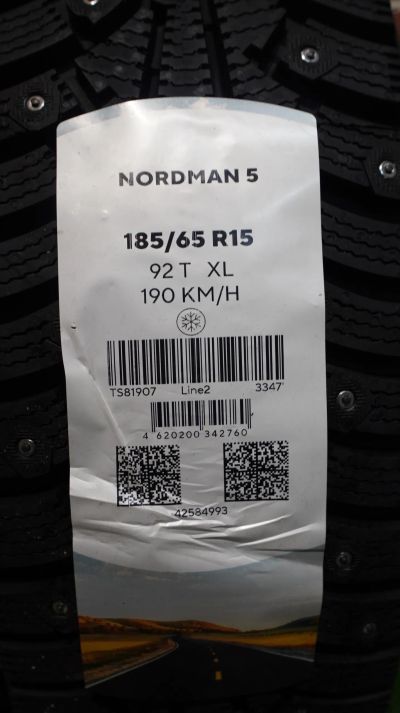 NORDMAN 5
185/65 R15
92 T XL
190 KM/H
TS81907 Line2 3347
4 620200 342760
42584993